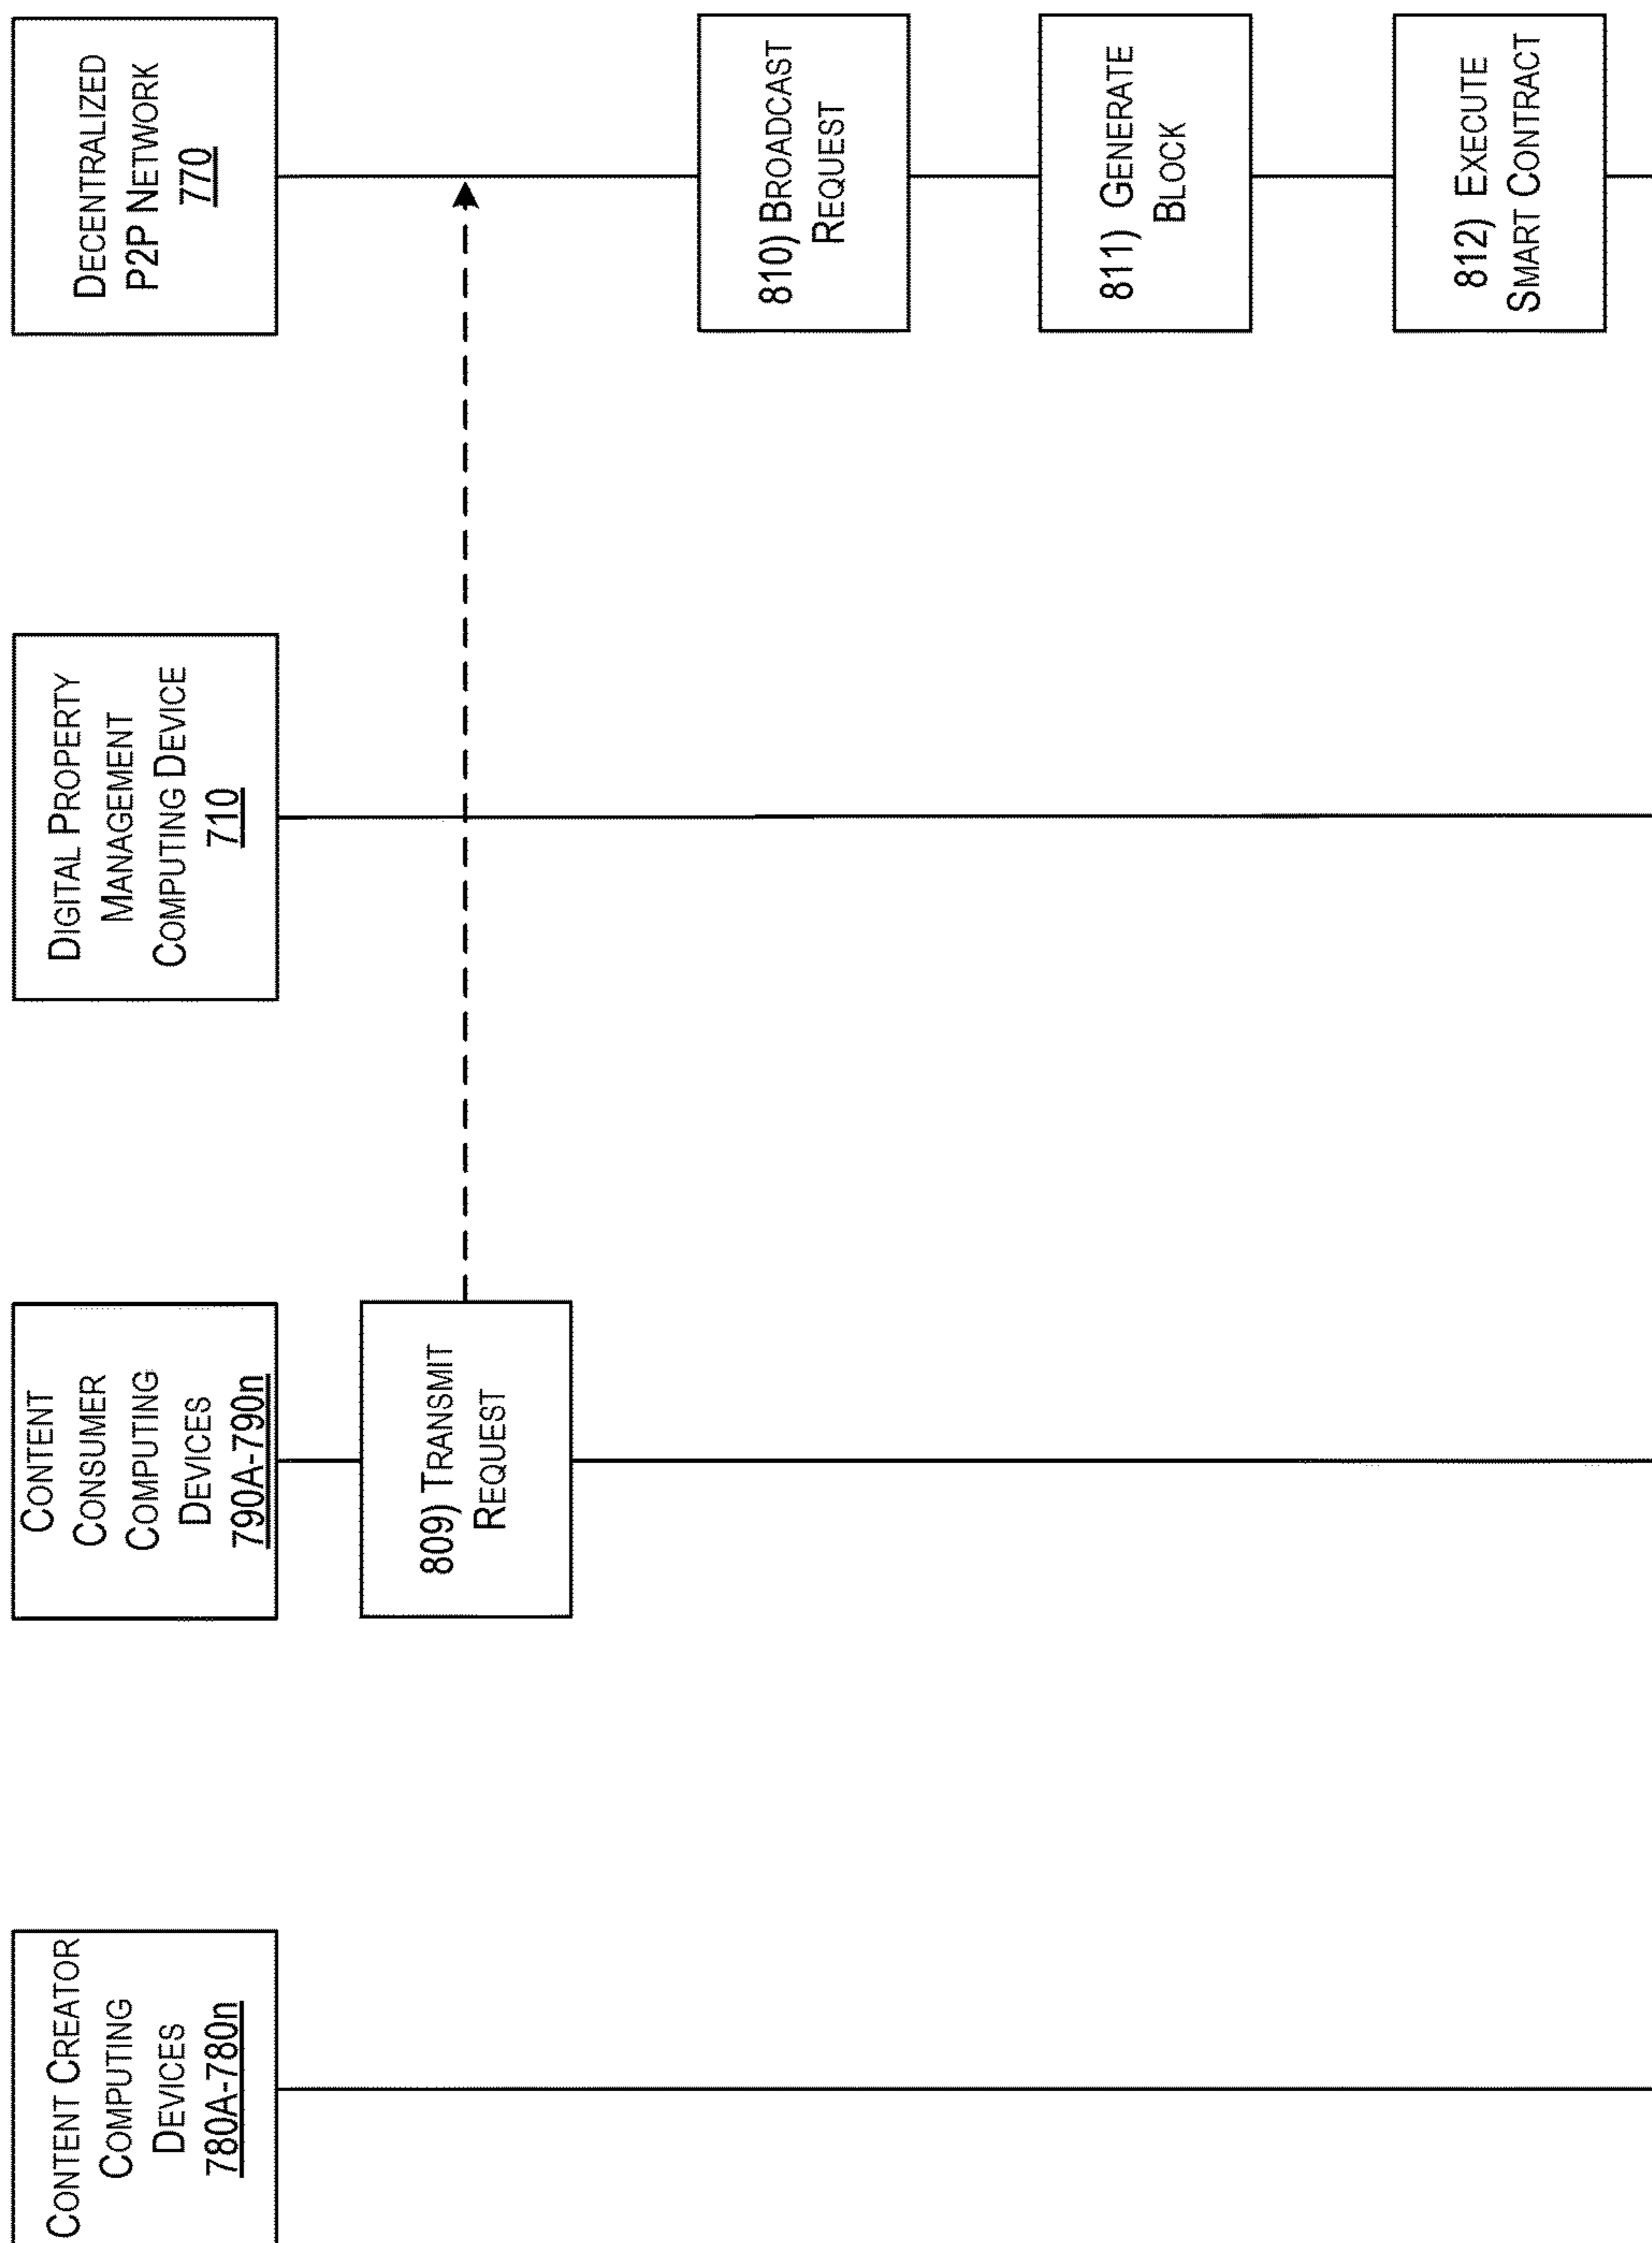 CONTENT CREATOR
COMPUTING
DEVICES
780A-780n
CONTENT
CONSUMER
COMPUTING
DEVICES
790A-790n
DIGITAL PROPERTY
MANAGEMENT
COMPUTING DEVICE
710
DECENTRALIZED
P2P NETWORK
770
809) TRANSMIT
REQUEST
810) BROADCAST
REQUEST
811) GENERATE
BLOCK
812) EXECUTE
SMART CONTRACT